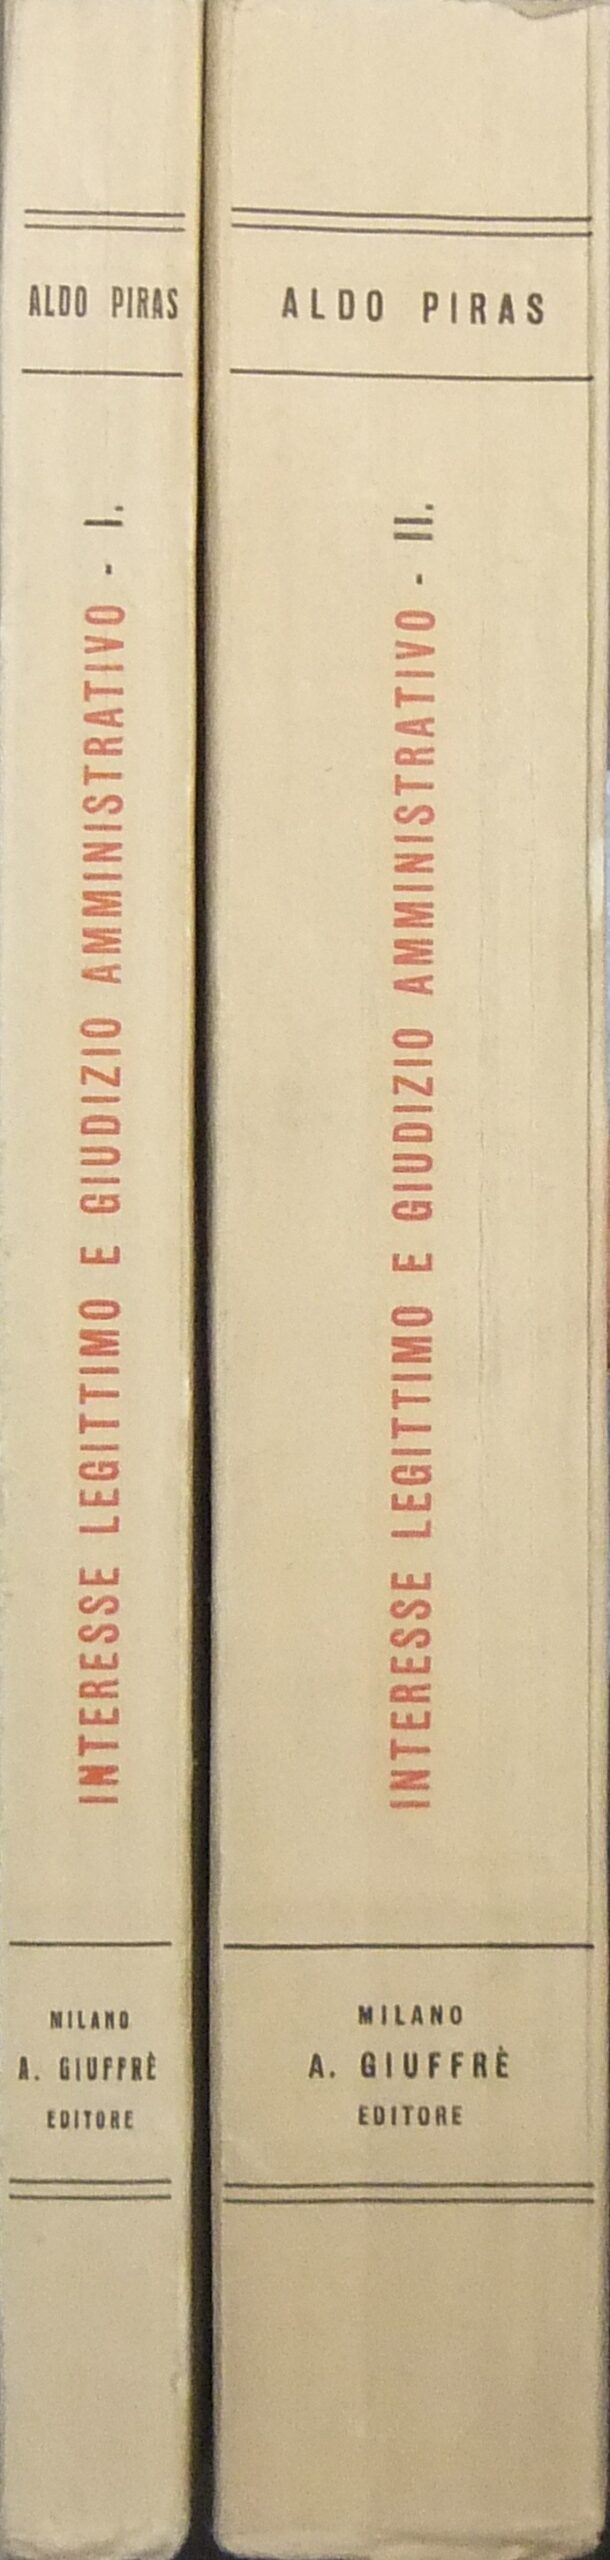 ALDO PIRAS
INTERESSE LEGITTIMO E GIUDIZIO AMMINISTRATIVO - I.
MILANO
A. GIUFFRÈ
EDITORE
ALDO PIRAS
INTERESSE LEGITTIMO E GIUDIZIO AMMINISTRATIVO - II.
MILANO
A. GIUFFRÈ
EDITORE